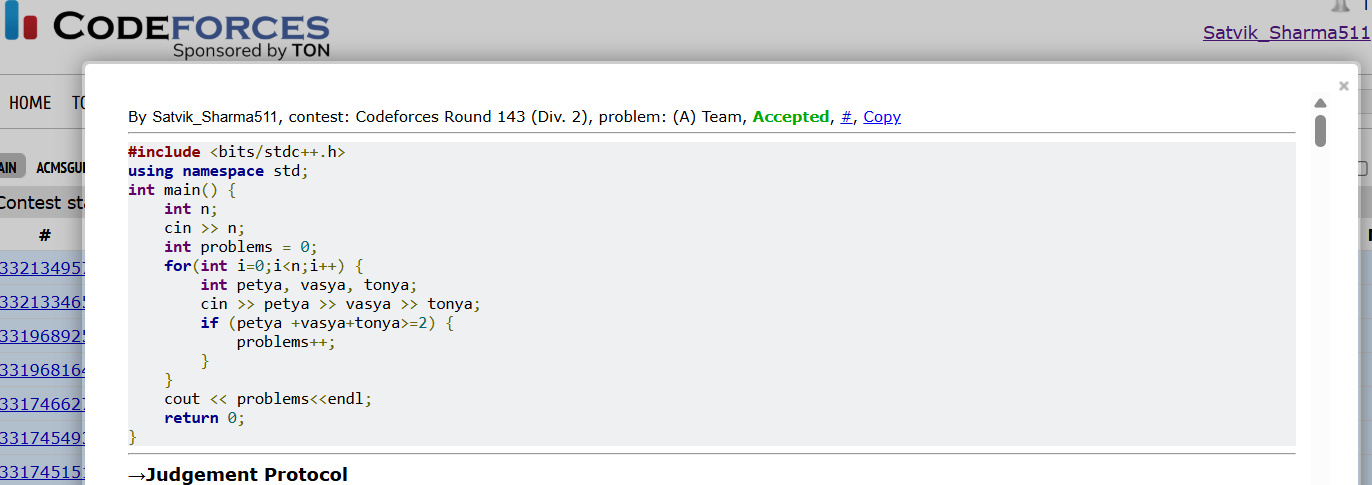 CODEFORCES
Sponsored by TON
Satvik_Sharma511
HOME
By Satvik_Sharma511, contest: Codeforces Round 143 (Div. 2), problem: (A) Team, Accepted, #, Copy
#include <bits/stdc++.h>
using namespace std;
int main() {
    int n;
    cin >> n;
    int problems = 0;
    for(int i=0;i<n;i++) {
        int petya, vasya, tonya;
        cin >> petya >> vasya >> tonya;
        if (petya +vasya+tonya>=2) {
            problems++;
        }
    }
    cout << problems<<endl;
    return 0;
}
→Judgement Protocol
AIN ACMSGU
Contest st
#
33213495
33213346
33196892
33196816
33174662
33174549
33174515